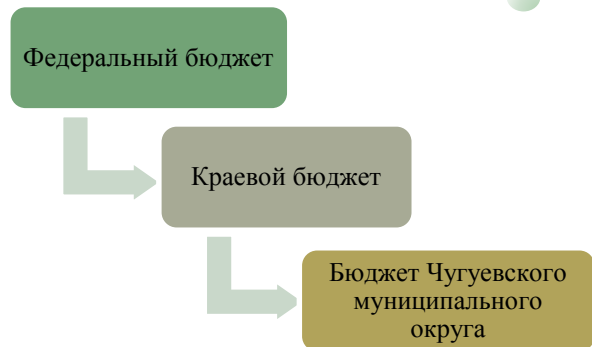 Федеральный бюджет
Краевой бюджет
Бюджет Чугуевского
муниципального
округа